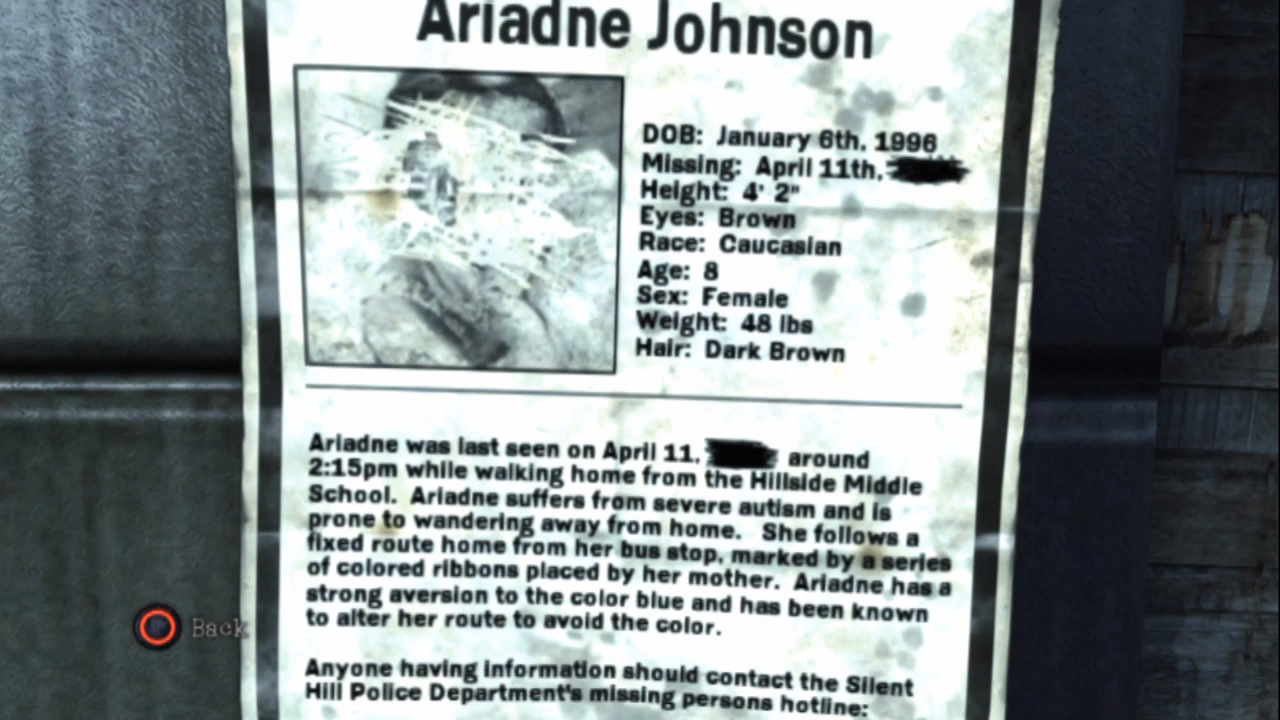 Ariadne Johnson
DOB: January 6th, 1996
Missing: April 11th,
Height: 4' 2"
Eyes: Brown
Race: Caucasian
Age: 8
Sex: Female
Weight: 48 lbs
Hair: Dark Brown
Ariadne was last seen on April 11, around
2:15pm while walking home from the Hillside Middle
School. Ariadne suffers from severe autism and is
prone to wandering away from home. She follows a
fixed route home from her bus stop, marked by a series
of colored ribbons placed by her mother. Ariadne has a
strong aversion to the color blue and has been known
to alter her route to avoid the color.
Anyone having information should contact the Silent
Hill Police Department's missing persons hotline:
Back